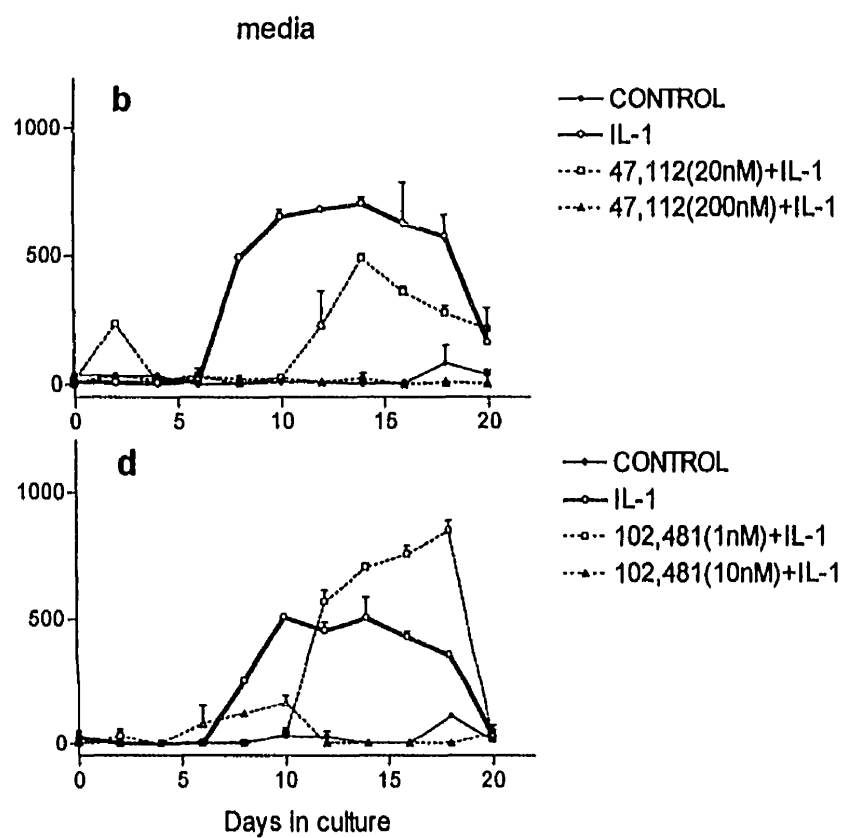 media
b
1000
500
0
0 5 10 15 20
CONTROL
IL-1
47,112(20nM)+IL-1
47,112(200nM)+IL-1
d
1000
500
0
0 5 10 15 20
CONTROL
IL-1
102,481(1nM)+IL-1
102,481(10nM)+IL-1
Days in culture